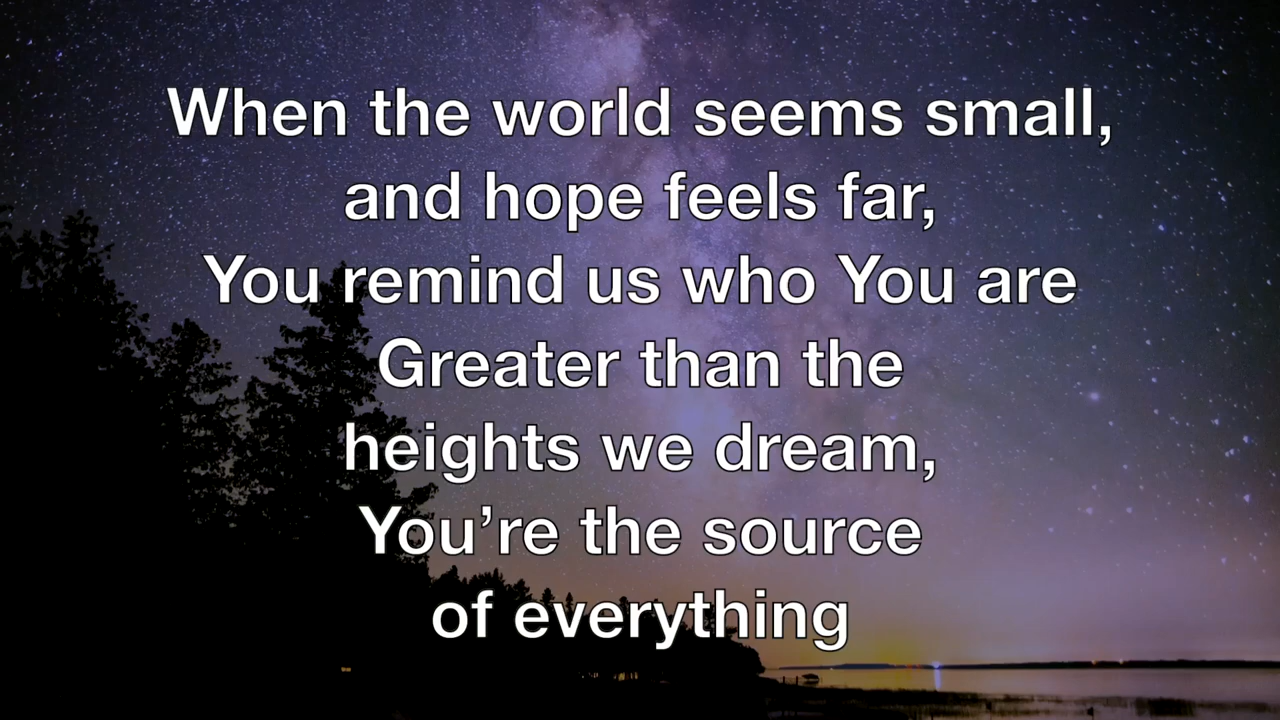 When the world seems small,
and hope feels far,
You remind us who You are
Greater than the
heights we dream,
You’re the source
of everything